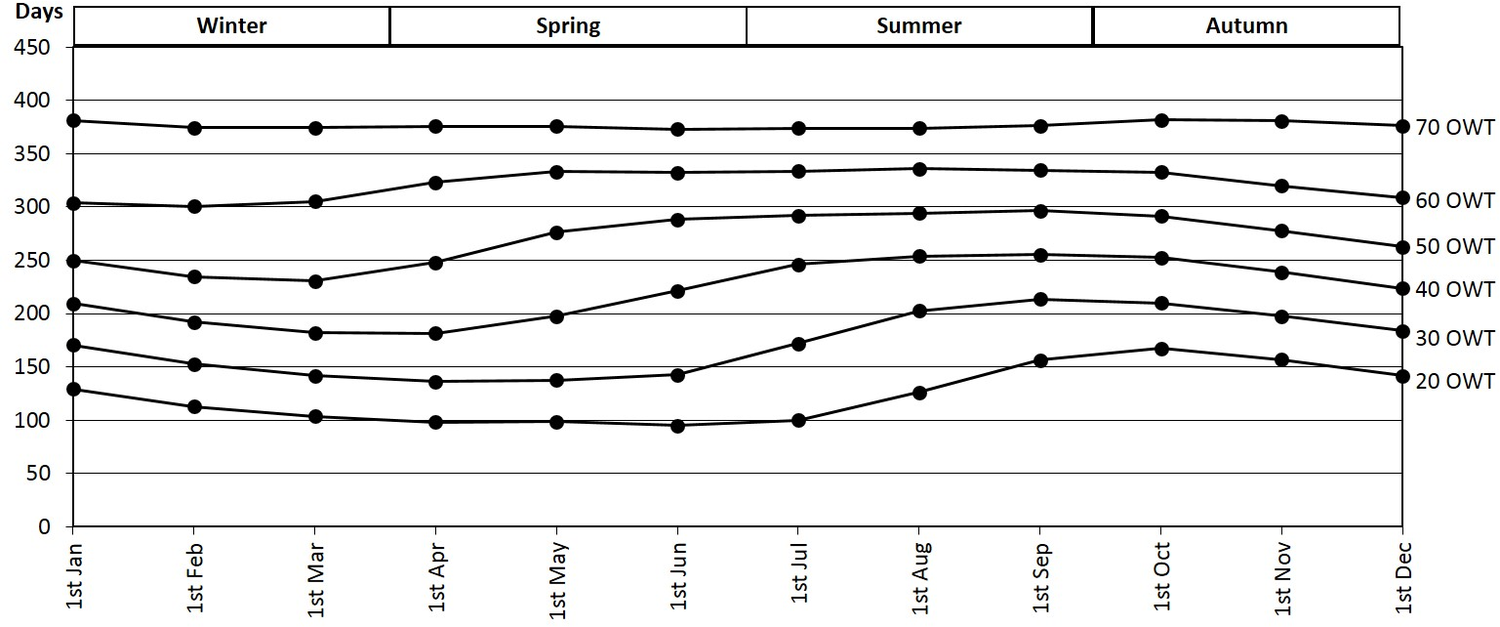 Days
Winter Spring Summer Autumn
450
400
350
300
250
200
150
100
50
0
70 OWT
60 OWT
50 OWT
40 OWT
30 OWT
20 OWT
1st Jan
1st Feb
1st Mar
1st Apr
1st May
1st Jun
1st Jul
1st Aug
1st Sep
1st Oct
1st Nov
1st Dec